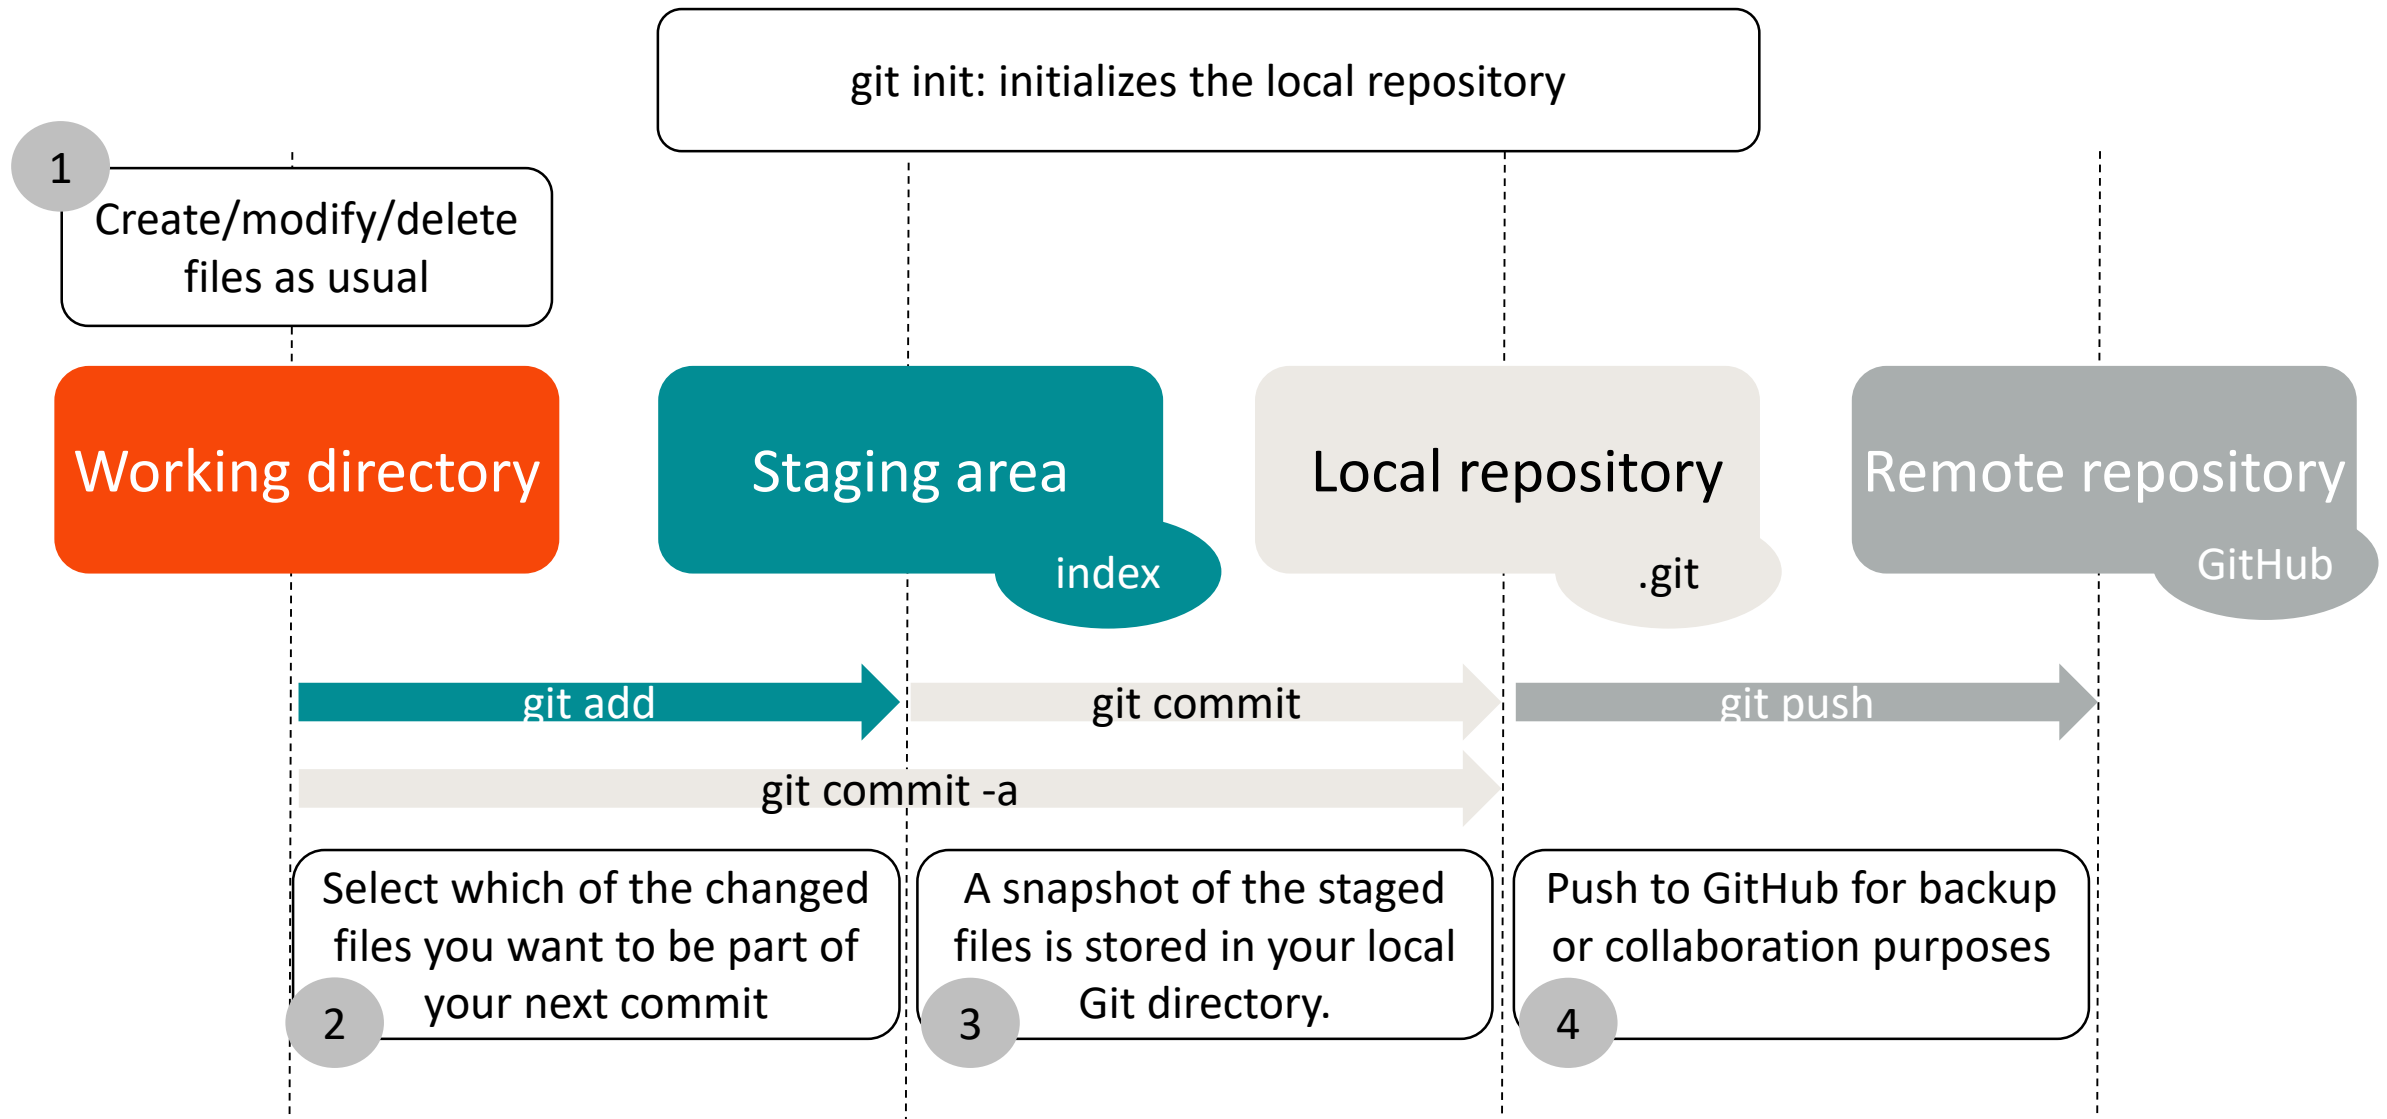 git init: initializes the local repository
1
Create/modify/delete
files as usual
Working directory
Staging area
index
Local repository
.git
Remote repository
GitHub
git add
git commit
git push
git commit -a
Select which of the changed
files you want to be part of
your next commit
2
A snapshot of the staged
files is stored in your local
Git directory.
3
Push to GitHub for backup
or collaboration purposes
4